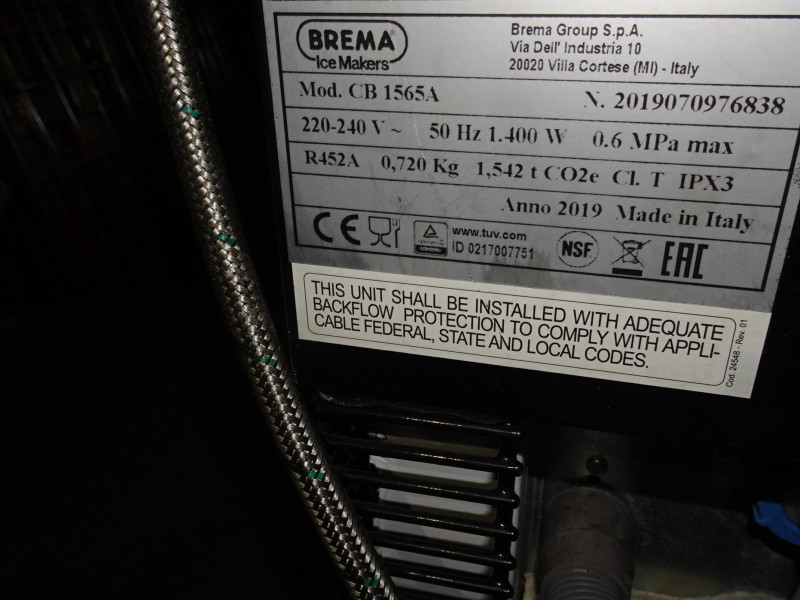 BREMA®
Ice Makers
Brema Group S.p.A.
Via Dell' Industria 10
20020 Villa Cortese (MI) - Italy
Mod. CB 1565A N. 2019070976838
220-240 V ~ 50 Hz 1.400 W 0.6 MPa max
R452A 0,720 Kg 1,542 t CO2e Cl. T IPX3
Anno 2019 Made in Italy
CE
www.tuv.com
ID 0217007751
NSF
EAC
THIS UNIT SHALL BE INSTALLED WITH ADEQUATE
BACKFLOW PROTECTION TO COMPLY WITH APPLI-
CABLE FEDERAL, STATE AND LOCAL CODES.
Cod. 24548 - Rev. 01